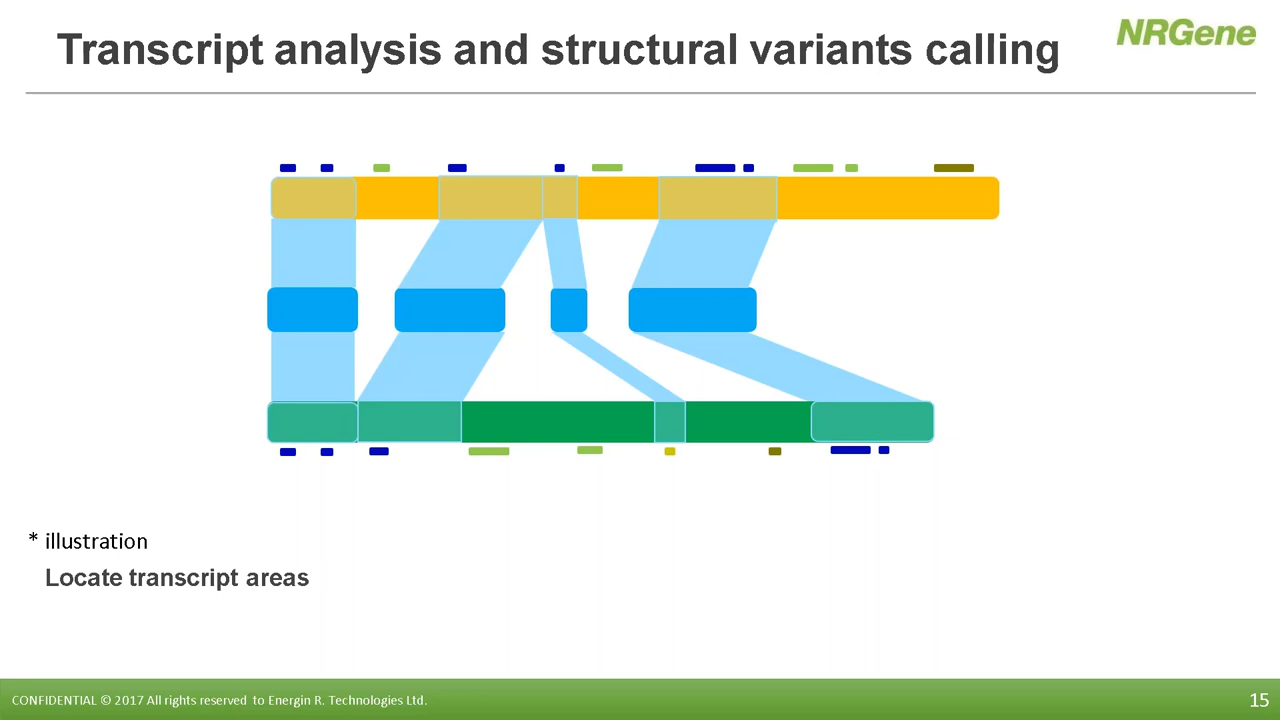 Transcript analysis and structural variants calling
NRGene
* illustration
Locate transcript areas
CONFIDENTIAL © 2017 All rights reserved to Energin R. Technologies Ltd.
15